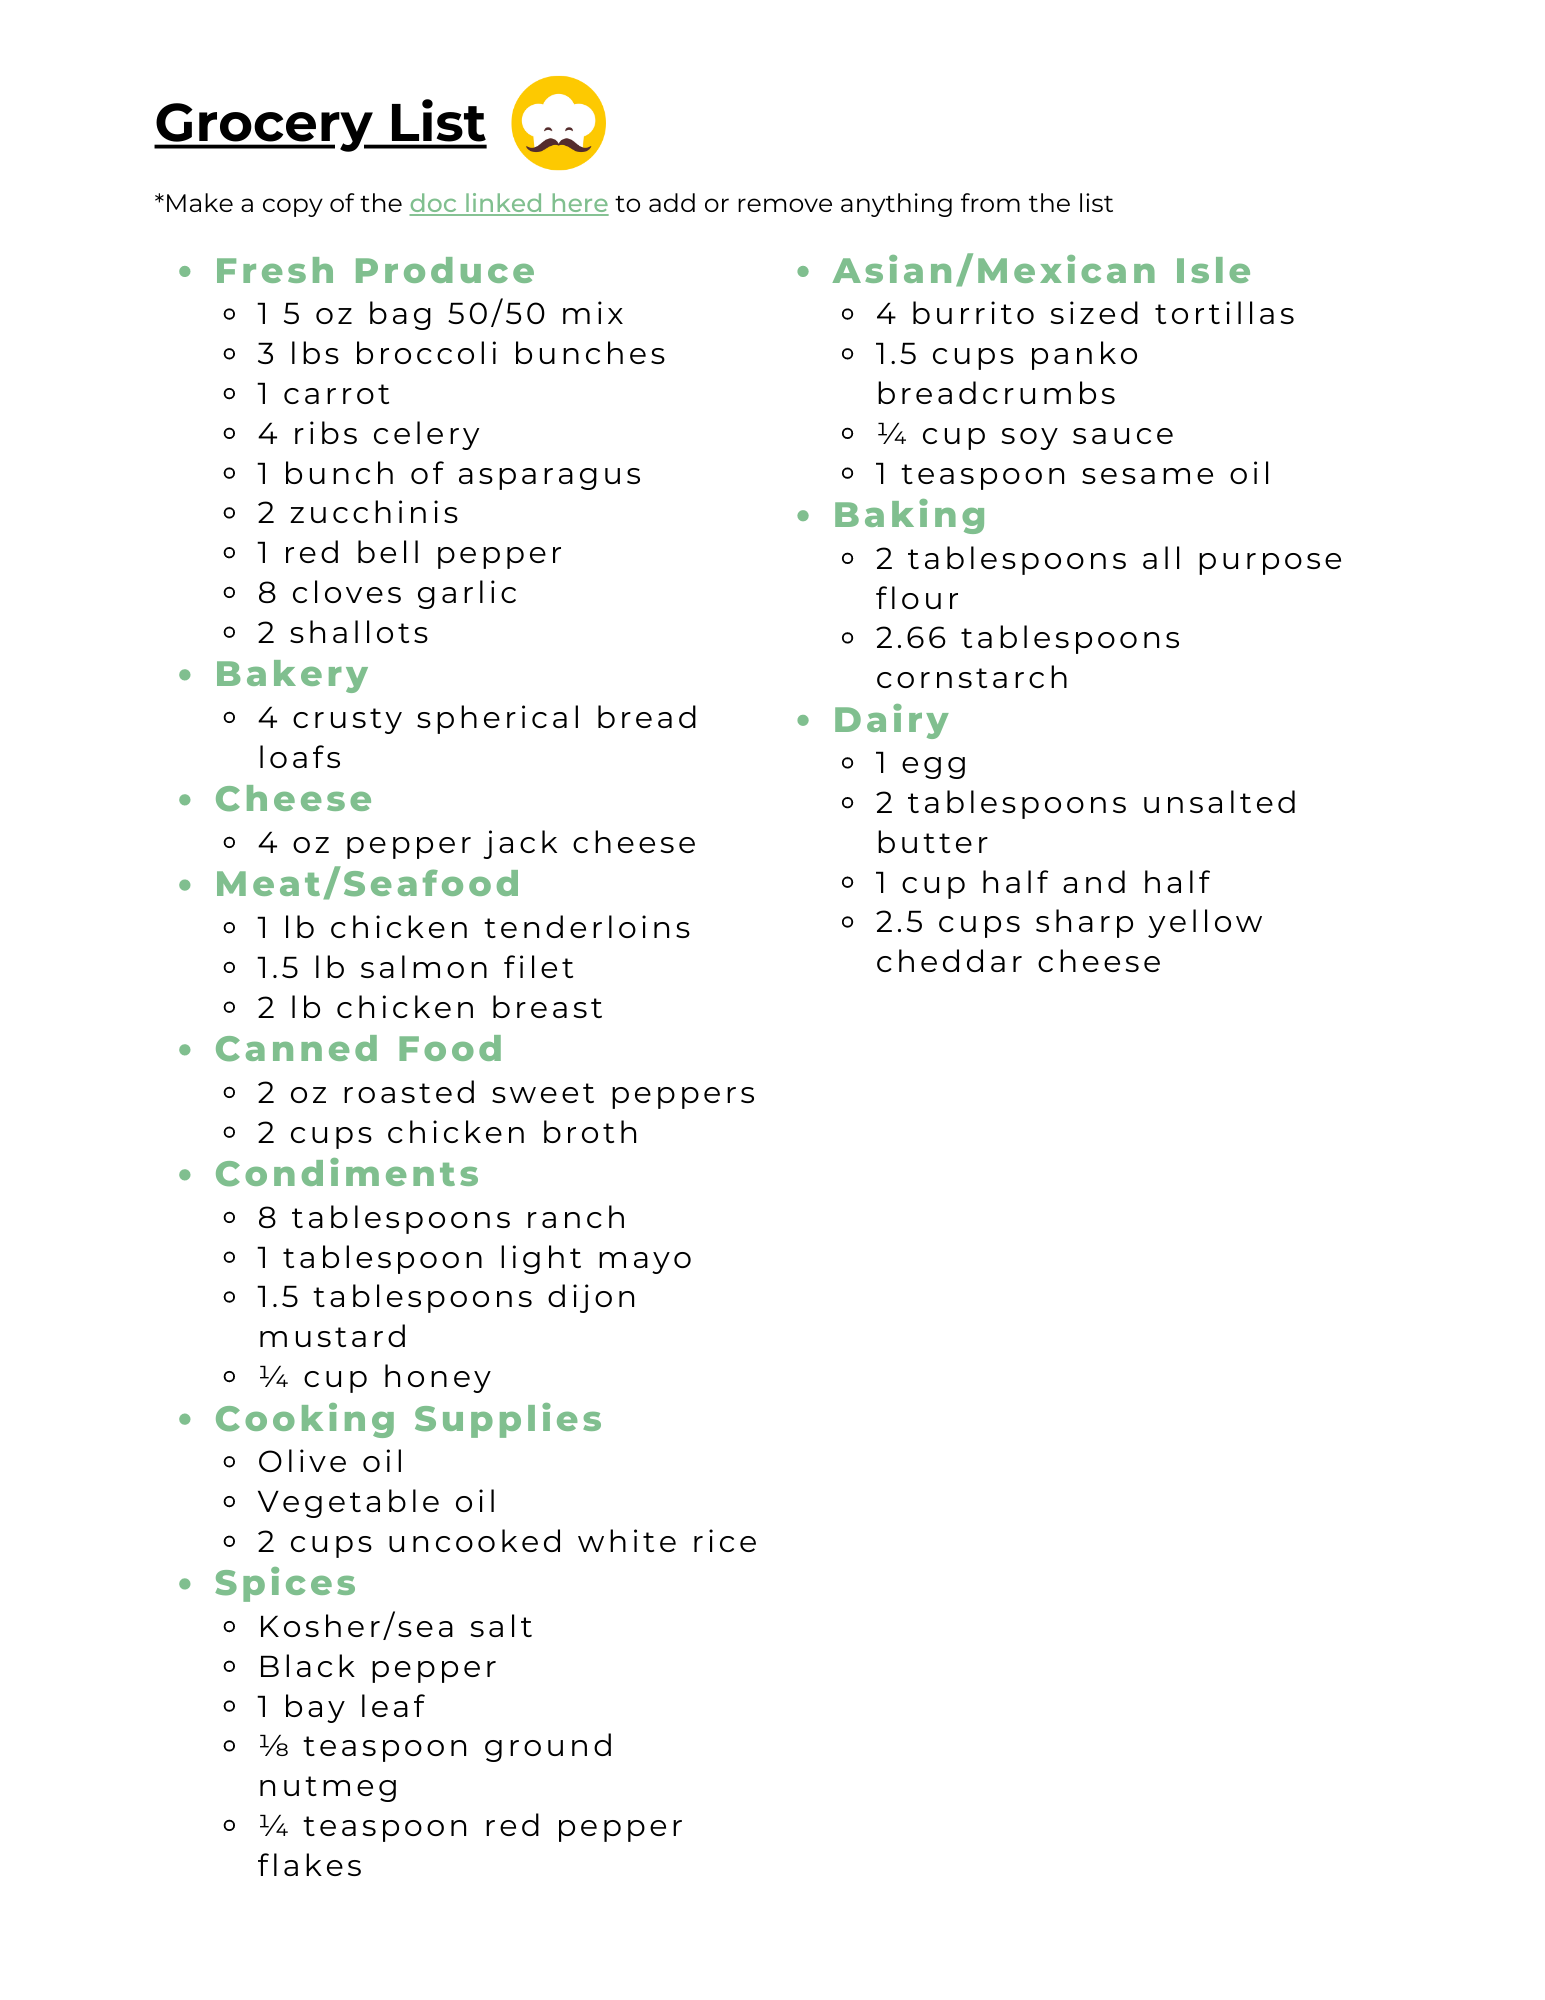 Grocery List
*Make a copy of the doc linked here to add or remove anything from the list
• Fresh Produce
◦ 1 5 oz bag 50/50 mix
◦ 3 lbs broccoli bunches
◦ 1 carrot
◦ 4 ribs celery
◦ 1 bunch of asparagus
◦ 2 zucchinis
◦ 1 red bell pepper
◦ 8 cloves garlic
◦ 2 shallots
• Bakery
◦ 4 crusty spherical bread
loafs
• Cheese
◦ 4 oz pepper jack cheese
• Meat/Seafood
◦ 1 lb chicken tenderloins
◦ 1.5 lb salmon filet
◦ 2 lb chicken breast
• Canned Food
◦ 2 oz roasted sweet peppers
◦ 2 cups chicken broth
• Condiments
◦ 8 tablespoons ranch
◦ 1 tablespoon light mayo
◦ 1.5 tablespoons dijon
mustard
◦ ¼ cup honey
• Cooking Supplies
◦ Olive oil
◦ Vegetable oil
◦ 2 cups uncooked white rice
• Spices
◦ Kosher/sea salt
◦ Black pepper
◦ 1 bay leaf
◦ ⅛ teaspoon ground
nutmeg
◦ ¼ teaspoon red pepper
flakes
• Asian/Mexican Isle
◦ 4 burrito sized tortillas
◦ 1.5 cups panko
breadcrumbs
◦ ¼ cup soy sauce
◦ 1 teaspoon sesame oil
• Baking
◦ 2 tablespoons all purpose
flour
◦ 2.66 tablespoons
cornstarch
• Dairy
◦ 1 egg
◦ 2 tablespoons unsalted
butter
◦ 1 cup half and half
◦ 2.5 cups sharp yellow
cheddar cheese